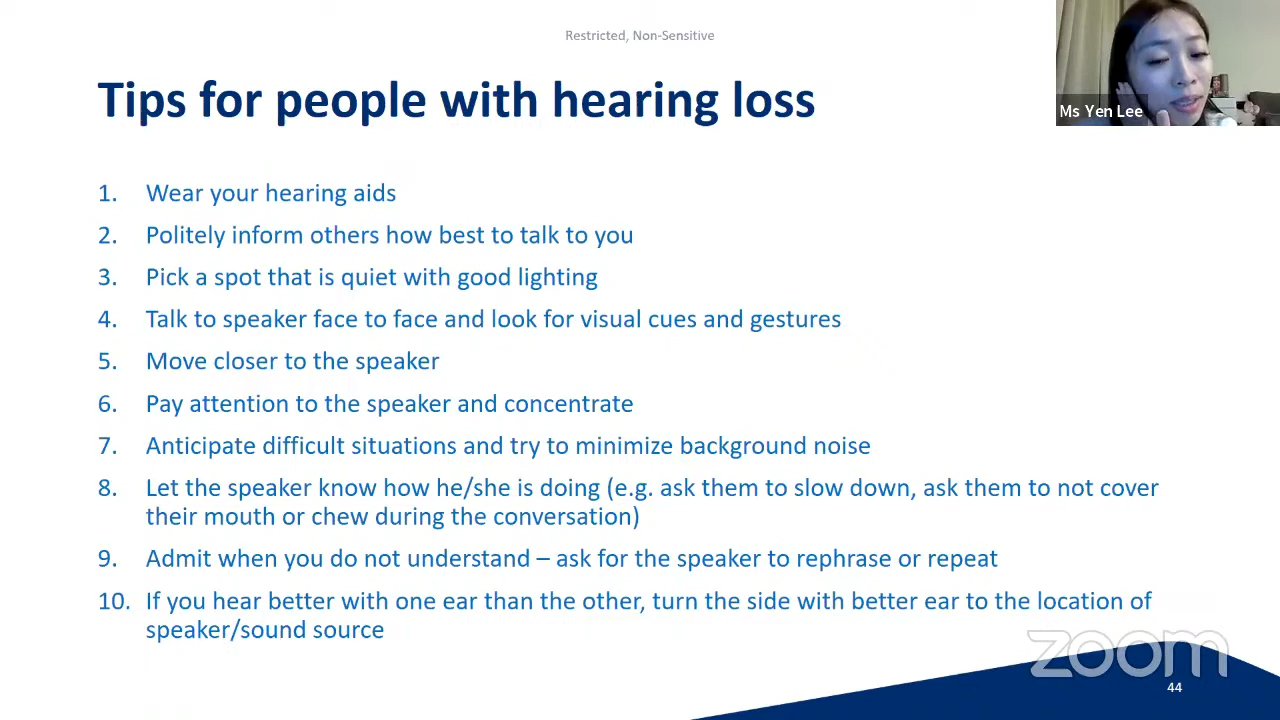 Restricted, Non-Sensitive
Tips for people with hearing loss
Ms Yen Lee
1. Wear your hearing aids
2. Politely inform others how best to talk to you
3. Pick a spot that is quiet with good lighting
4. Talk to speaker face to face and look for visual cues and gestures
5. Move closer to the speaker
6. Pay attention to the speaker and concentrate
7. Anticipate difficult situations and try to minimize background noise
8. Let the speaker know how he/she is doing (e.g. ask them to slow down, ask them to not cover
their mouth or chew during the conversation)
9. Admit when you do not understand – ask for the speaker to rephrase or repeat
10. If you hear better with one ear than the other, turn the side with better ear to the location of
speaker/sound source
zoom
44